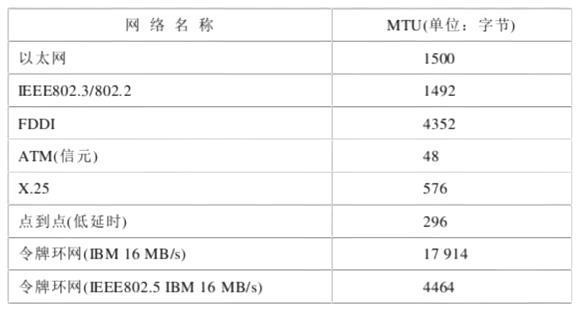 网络名称 MTU(单位：字节)
以太网 1500
IEEE802.3/802.2 1492
FDDI 4352
ATM(信元) 48
X.25 576
点到点(低延时) 296
令牌环网(IBM 16 MB/s) 17 914
令牌环网(IEEE802.5 IBM 16 MB/s) 4464